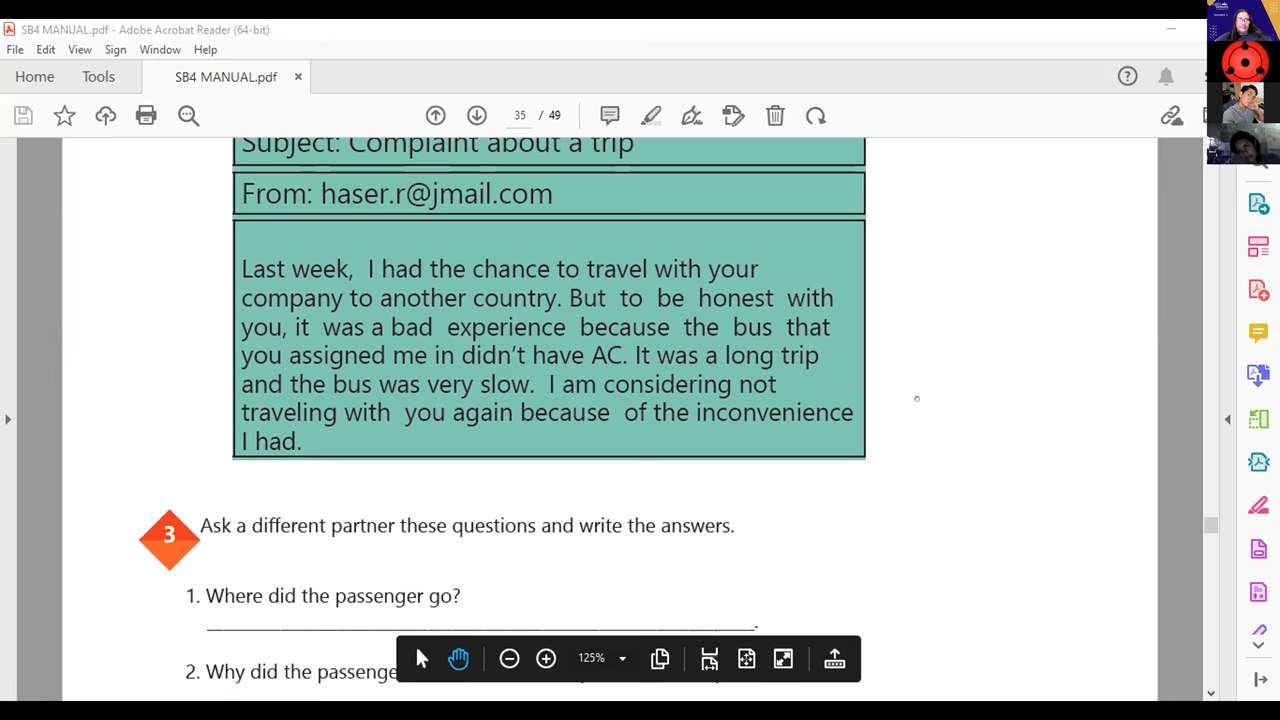 SB4 MANUAL.pdf - Adobe Acrobat Reader (64-bit)
File Edit View Sign Window Help
Home Tools SB4 MANUAL.pdf ×
35 / 49
Subject: Complaint about a trip
From: haser.r@jmail.com
Last week, I had the chance to travel with your
company to another country. But to be honest with
you, it was a bad experience because the bus that
you assigned me in didn't have AC. It was a long trip
and the bus was very slow. I am considering not
traveling with you again because of the inconvenience
I had.
3 Ask a different partner these questions and write the answers.
1. Where did the passenger go?
_______________________________________________________.
2. Why did the passenge
125%